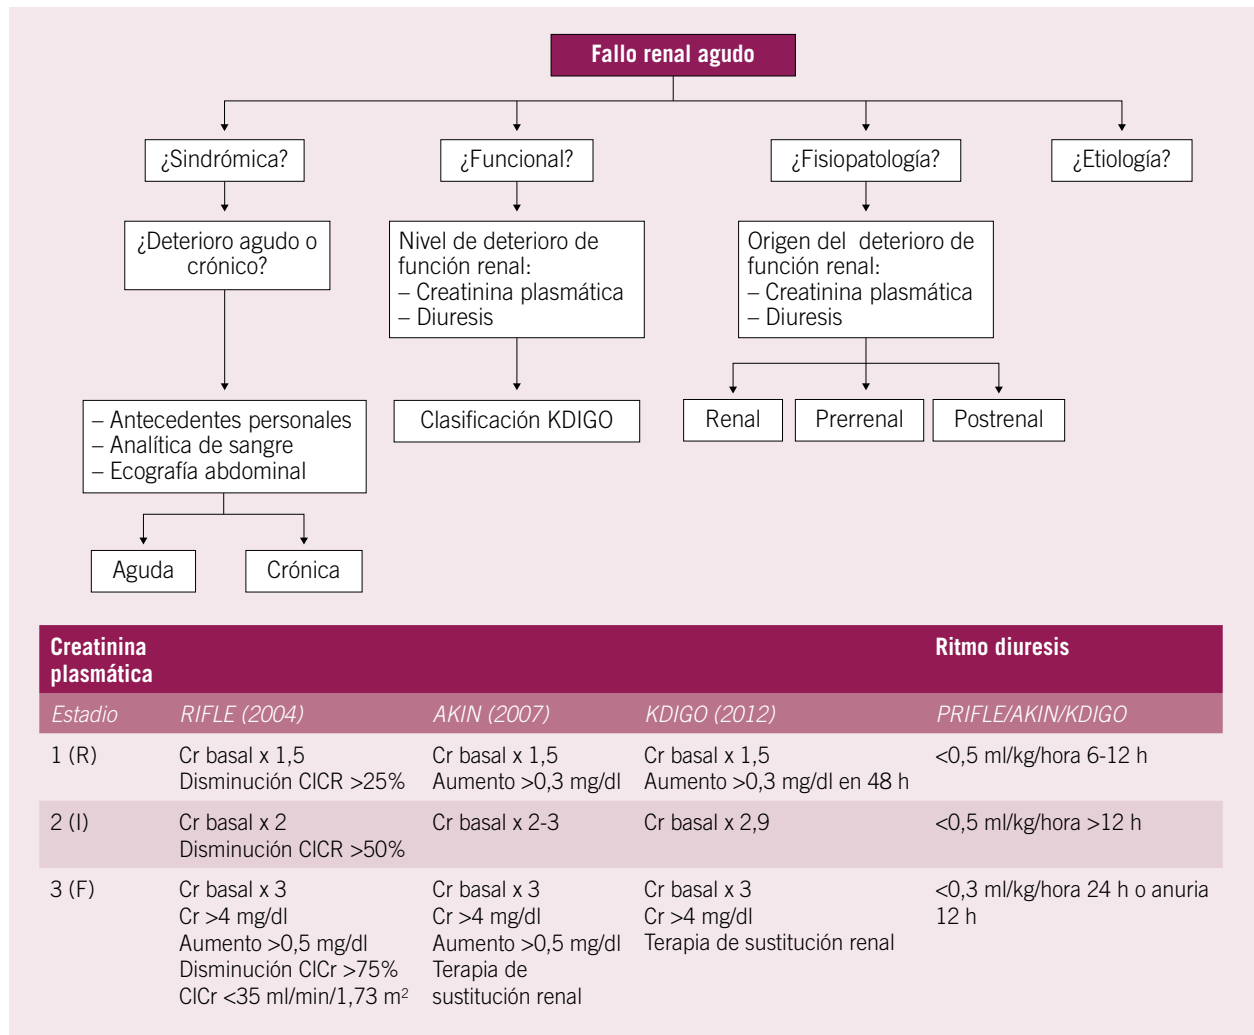 Fallo renal agudo
¿Sindrómica?
¿Funcional?
¿Fisiopatología?
¿Etiología?
¿Deterioro agudo o
crónico?
Nivel de deterioro de
función renal:
– Creatinina plasmática
– Diuresis
Origen del deterioro de
función renal:
– Creatinina plasmática
– Diuresis
– Antecedentes personales
– Analítica de sangre
– Ecografía abdominal
Clasificación KDIGO
Renal
Prerrenal
Postrenal
Aguda
Crónica
Creatinina
plasmática
Ritmo diuresis
Estadio RIFLE (2004) AKIN (2007) KDIGO (2012) PRIFLE/AKIN/KDIGO
1 (R) Cr basal x 1,5 Cr basal x 1,5 Cr basal x 1,5 <0,5 ml/kg/hora 6-12 h
Disminución ClCR >25% Aumento >0,3 mg/dl Aumento >0,3 mg/dl en 48 h
2 (I) Cr basal x 2 Cr basal x 2-3 Cr basal x 2,9 <0,5 ml/kg/hora >12 h
Disminución ClCR >50%
3 (F) Cr basal x 3 Cr basal x 3 Cr basal x 3 <0,3 ml/kg/hora 24 h o anuria
Cr >4 mg/dl Cr >4 mg/dl Cr >4 mg/dl 12 h
Aumento >0,5 mg/dl Aumento >0,5 mg/dl Terapia de sustitución renal
Disminución ClCr >75% Terapia de
ClCr <35 ml/min/1,73 m² sustitución renal